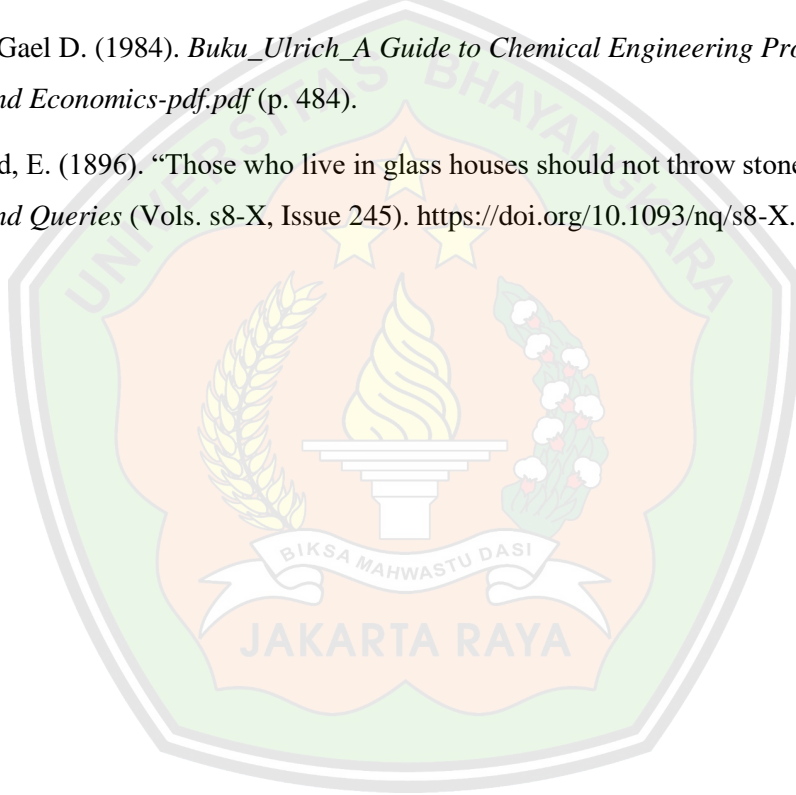 Gael D. (1984). Buku_Ulrich_A Guide to Chemical Engineering Pro
nd Economics-pdf.pdf (p. 484).
d, E. (1896). “Those who live in glass houses should not throw stone
nd Queries (Vols. s8-X, Issue 245). https://doi.org/10.1093/nq/s8-X.
UNIVERSITAS BHAYANGKARA
BIKSA MAHWASTU DASI
JAKARTA RAYA